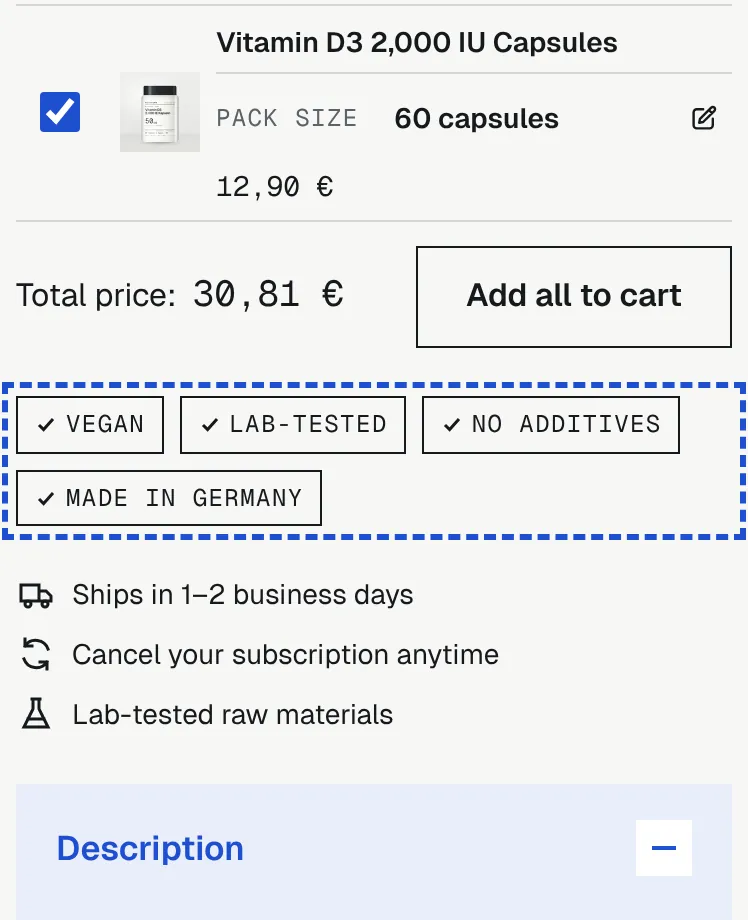 Vitamin D3 2,000 IU Capsules
PACK SIZE 60 capsules
12,90 €
Total price: 30,81 €
Add all to cart
VEGAN
LAB-TESTED
NO ADDITIVES
MADE IN GERMANY
Ships in 1–2 business days
Cancel your subscription anytime
Lab-tested raw materials
Description